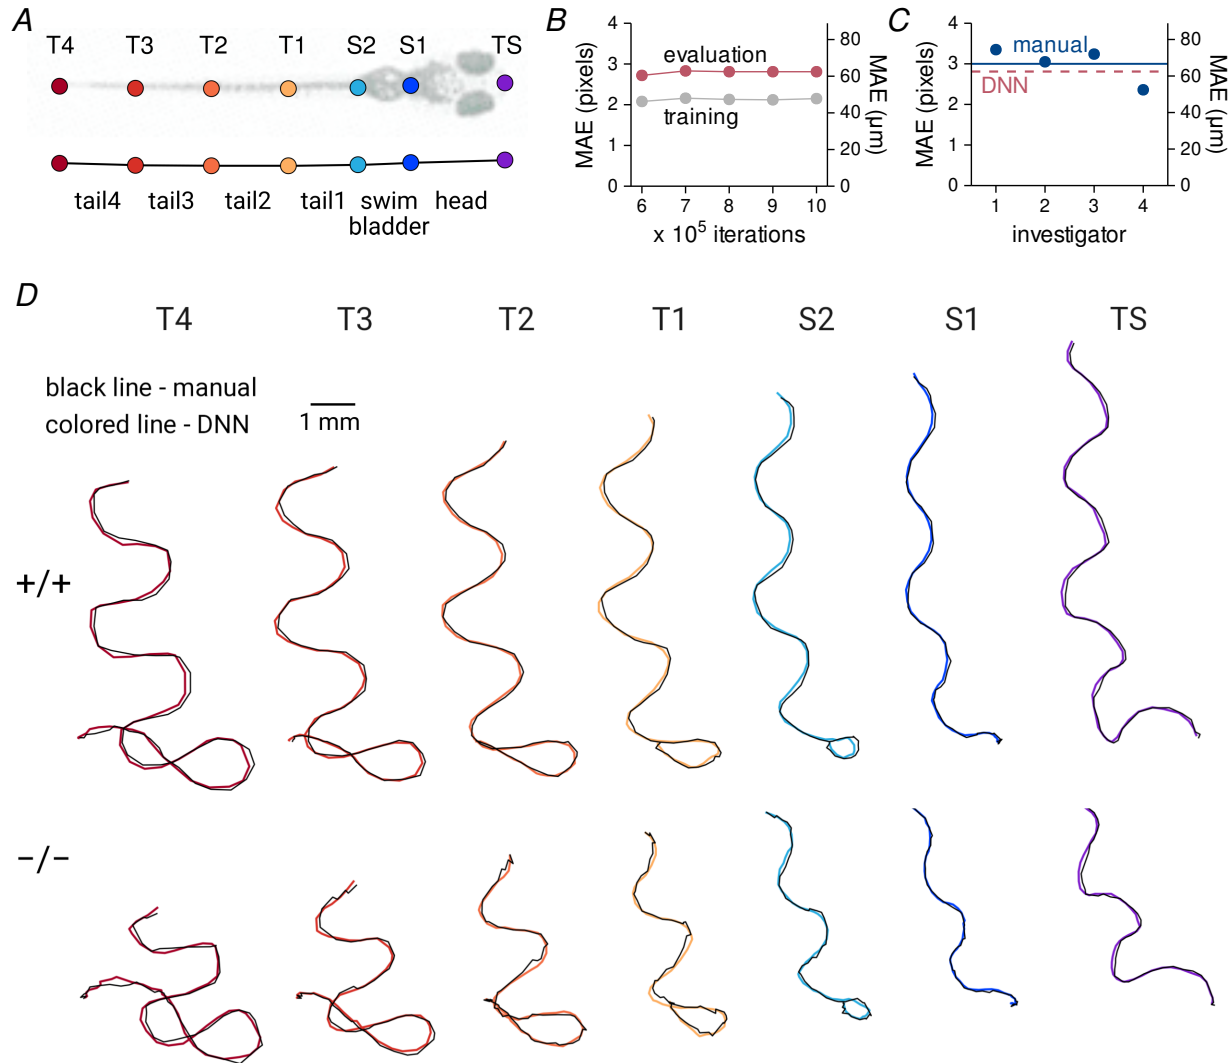 A
T4 T3 T2 T1 S2 S1 TS
tail4 tail3 tail2 tail1 swim bladder head
B
4
3
2
1
0
MAE (pixels)
evaluation
training
80
60
40
20
0
MAE (μm)
6 7 8 9 10
x 10⁵ iterations
C
4
3
2
1
0
MAE (pixels)
manual
DNN
80
60
40
20
0
MAE (μm)
1 2 3 4
investigator
D
T4 T3 T2 T1 S2 S1 TS
black line - manual
colored line - DNN
1 mm
+/+
−/−